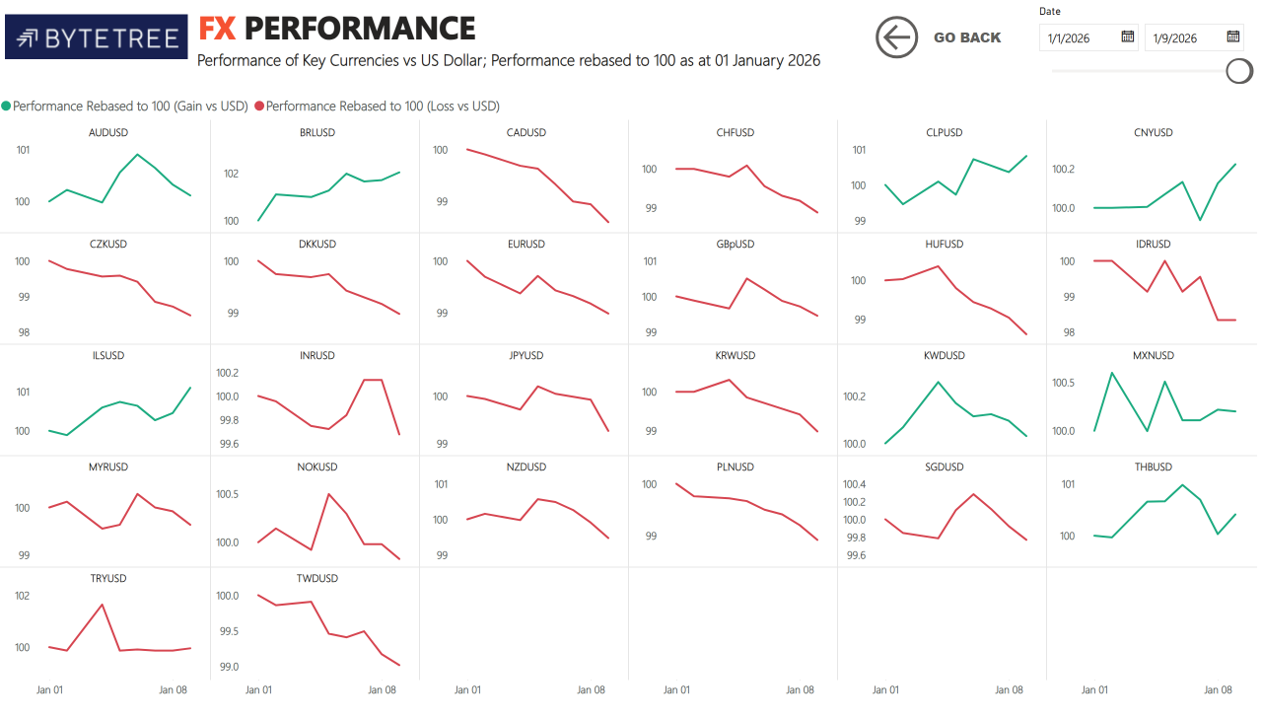 BYTETREE
FX PERFORMANCE
Performance of Key Currencies vs US Dollar; Performance rebased to 100 as at 01 January 2026
GO BACK
Date
1/1/2026
1/9/2026
Performance Rebased to 100 (Gain vs USD) Performance Rebased to 100 (Loss vs USD)
AUDUSD
101
100
BRLUSD
102
100
CADUSD
100
99
CHFUSD
100
99
CLPUSD
101
100
99
CNYUSD
100.2
100.0
CZKUSD
100
99
98
DKKUSD
100
99
EURUSD
100
99
GBpUSD
101
100
99
HUFUSD
100
99
IDRUSD
100
99
98
ILSUSD
101
100
INRUSD
100.2
100.0
99.8
99.6
JPYUSD
100
99
KRWUSD
100
99
KWDUSD
100.2
100.0
MXNUSD
100.5
100.0
MYRUSD
100
99
NOKUSD
100.5
100.0
NZDUSD
101
100
99
PLNUSD
100
99
SGDUSD
100.4
100.2
100.0
99.8
99.6
THBUSD
101
100
TRYUSD
102
100
TWDUSD
100.0
99.5
99.0
Jan 01 Jan 08 Jan 01 Jan 08 Jan 01 Jan 08 Jan 01 Jan 08 Jan 01 Jan 08 Jan 01 Jan 08